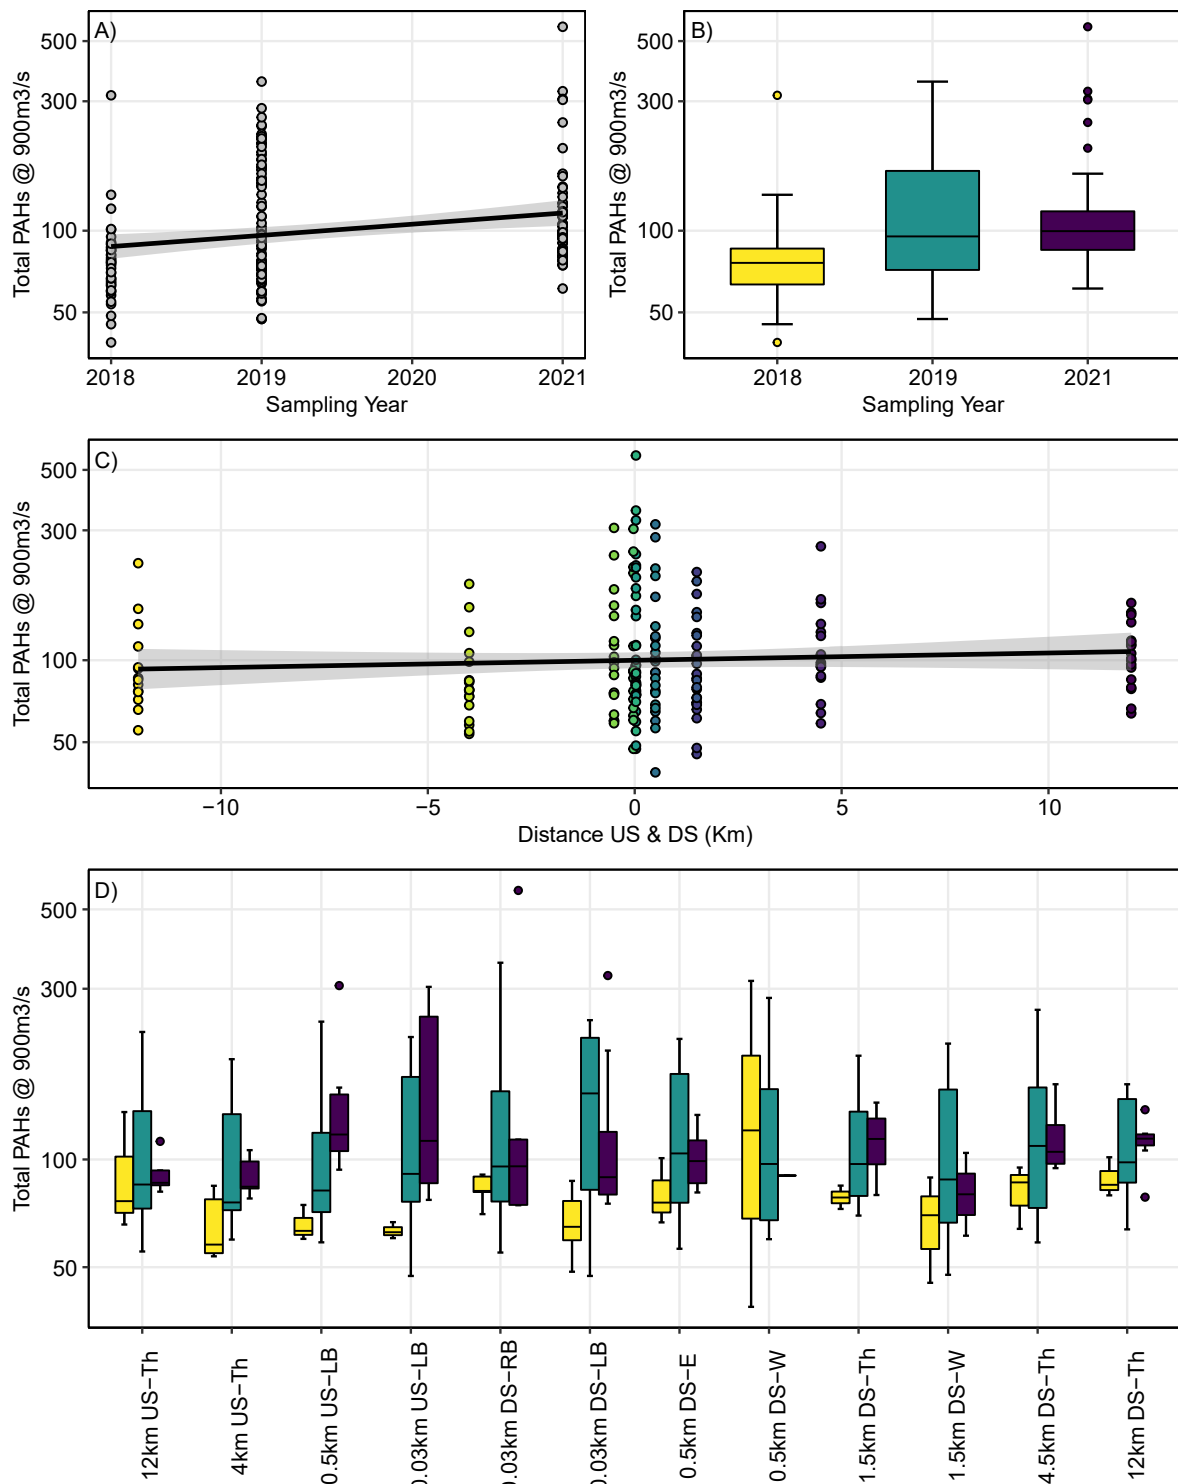 A)
500
300
100
50
Total PAHs @ 900m3/s
2018
2019
2020
2021
Sampling Year
B)
500
300
100
50
Total PAHs @ 900m3/s
2018
2019
2021
Sampling Year
C)
500
300
100
50
Total PAHs @ 900m3/s
−10
−5
0
5
10
Distance US & DS (Km)
D)
500
300
100
50
Total PAHs @ 900m3/s
12km US−Th
4km US−Th
0.5km US−LB
0.03km US−LB
0.03km DS−RB
0.03km DS−LB
0.5km DS−E
0.5km DS−W
1.5km DS−Th
1.5km DS−W
4.5km DS−Th
12km DS−Th